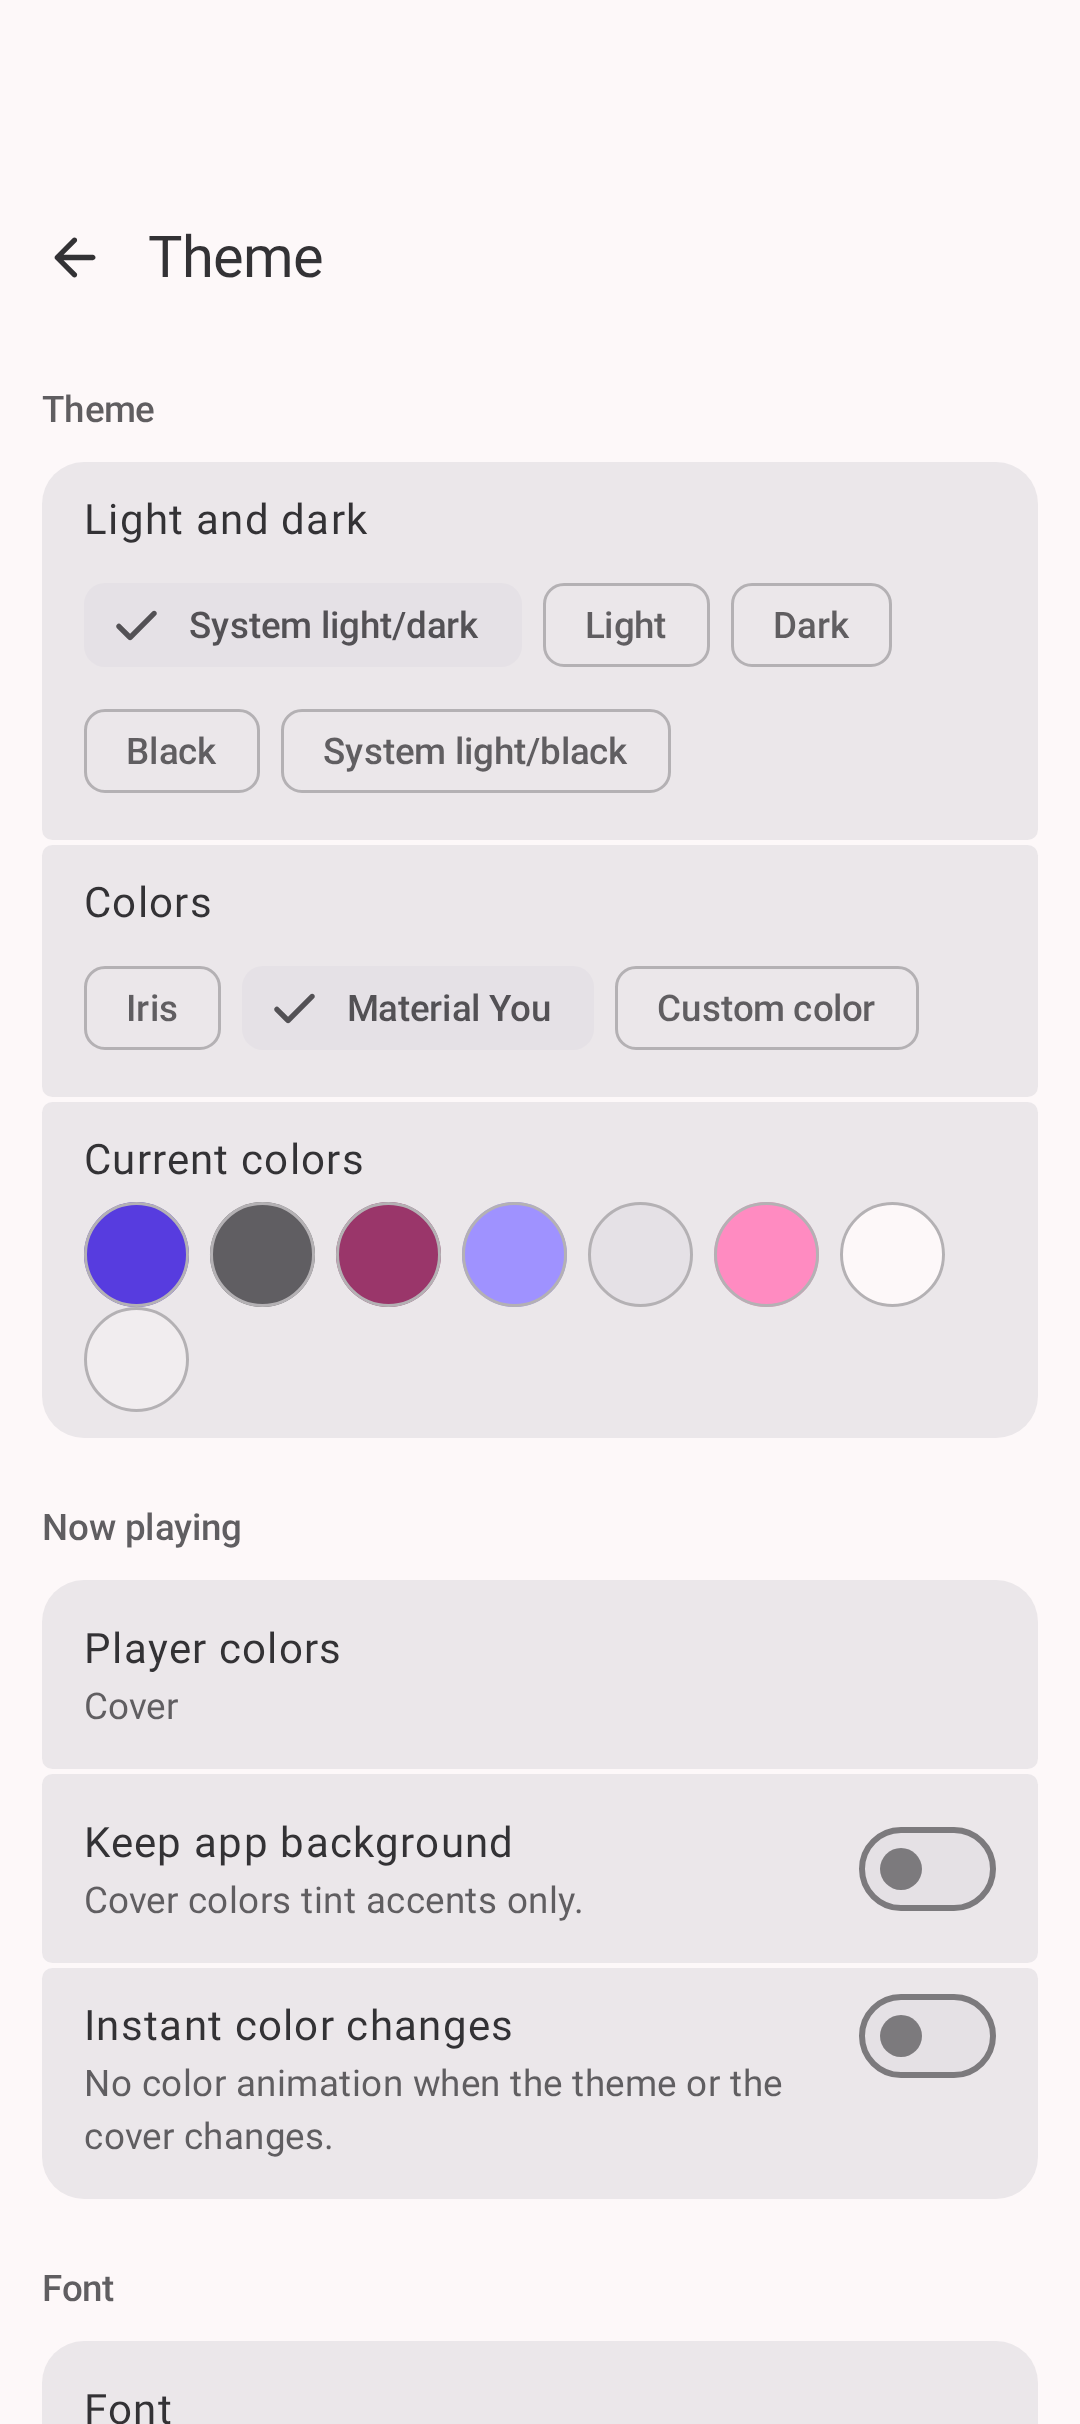 Theme
Theme
Light and dark
System light/dark
Light
Dark
Black
System light/black
Colors
Iris
Material You
Custom color
Current colors
Now playing
Player colors
Cover
Keep app background
Cover colors tint accents only.
Instant color changes
No color animation when the theme or the
cover changes.
Font
Font